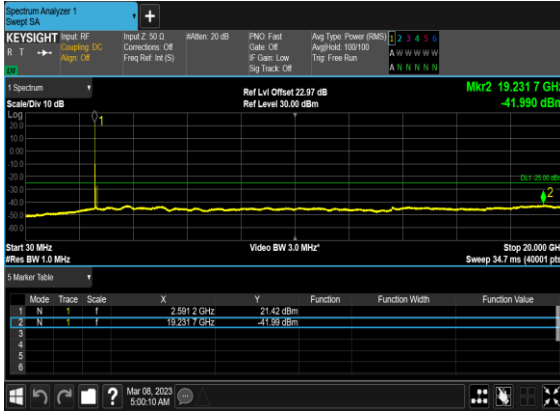 Spectrum Analyzer 1
Swept SA
+
KEYSIGHT Input: RF Input Z: 50 Ω #Atten: 20 dB PNO: Fast Avg Type: Power (RMS) 1 2 3 4 5 6
R T Coupling: DC Corrections: Off Gate: Off Avg|Hold: 100/100 A W W W W W
Align: Off Freq Ref: Int (S) IF Gain: Low Trig: Free Run
Sig Track: Off A N N N N N
1 Spectrum Ref Lvl Offset 22.97 dB Mkr2 19.231 7 GHz
Scale/Div 10 dB Ref Level 30.00 dBm -41.990 dBm
Log
20.0
10.0
0.00
-10.0
-20.0
-30.0
-40.0
-50.0
-60.0
1
DL1 -25.00 dBm
2
Start 30 MHz Video BW 3.0 MHz* Stop 20.000 GH
#Res BW 1.0 MHz Sweep 34.7 ms (40001 pts
5 Marker Table
Mode Trace Scale X Y Function Function Width Function Value
1 N 1 f 2.591 2 GHz 21.42 dBm
2 N 1 f 19.231 7 GHz -41.99 dBm
3
4
5
6
? Mar 08, 2023
5:00:10 AM